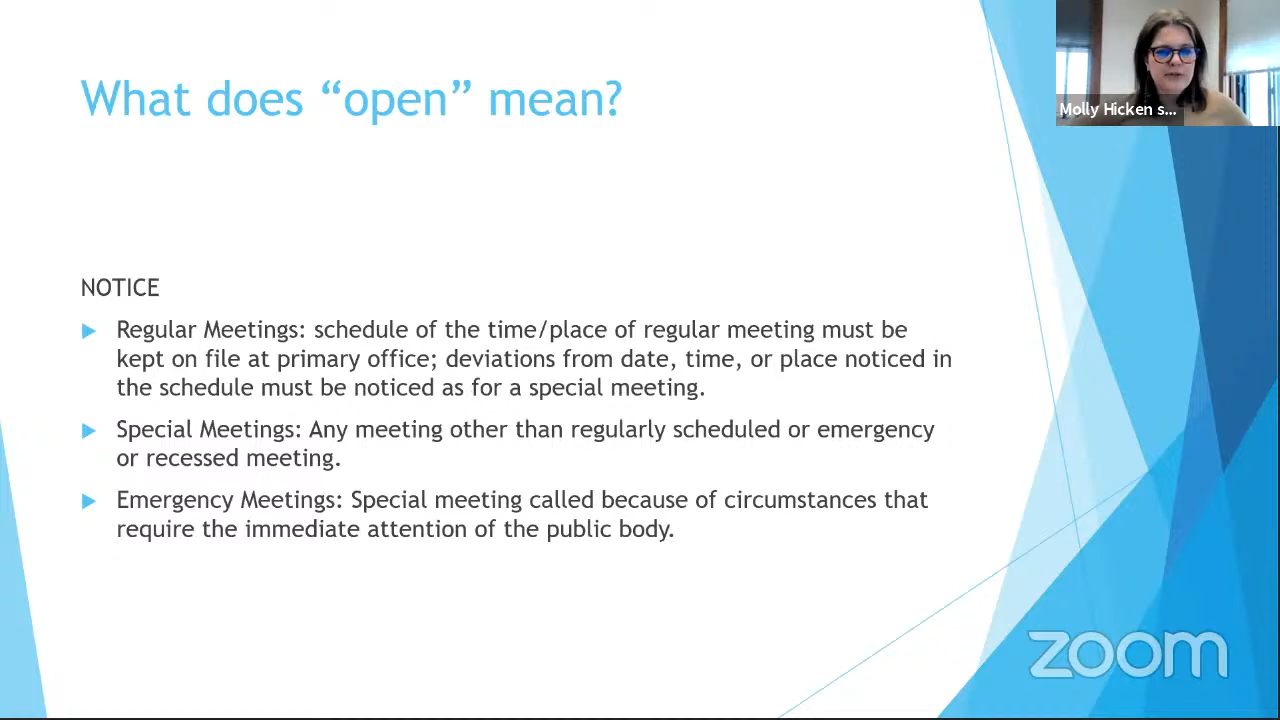 What does “open” mean?
Molly Hicken s...
NOTICE
Regular Meetings: schedule of the time/place of regular meeting must be
kept on file at primary office; deviations from date, time, or place noticed in
the schedule must be noticed as for a special meeting.
Special Meetings: Any meeting other than regularly scheduled or emergency
or recessed meeting.
Emergency Meetings: Special meeting called because of circumstances that
require the immediate attention of the public body.
zoom